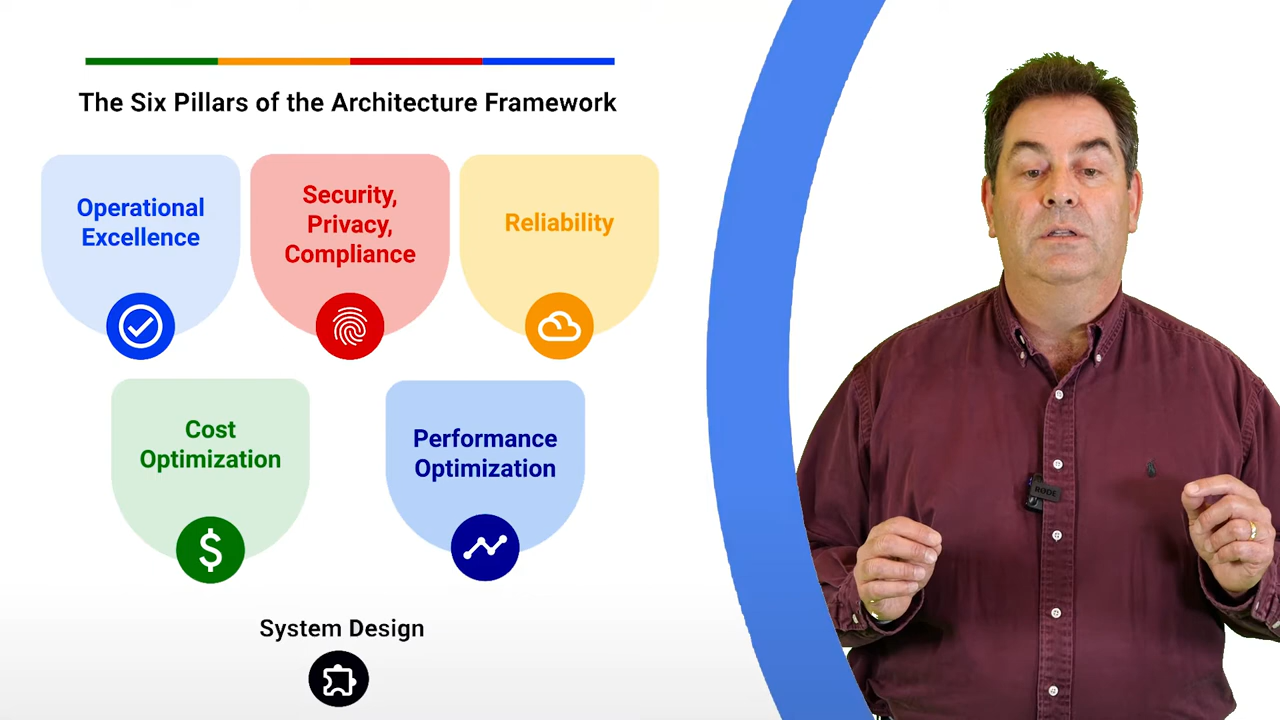 The Six Pillars of the Architecture Framework
Operational
Excellence
Security,
Privacy,
Compliance
Reliability
Cost
Optimization
Performance
Optimization
System Design
RODE